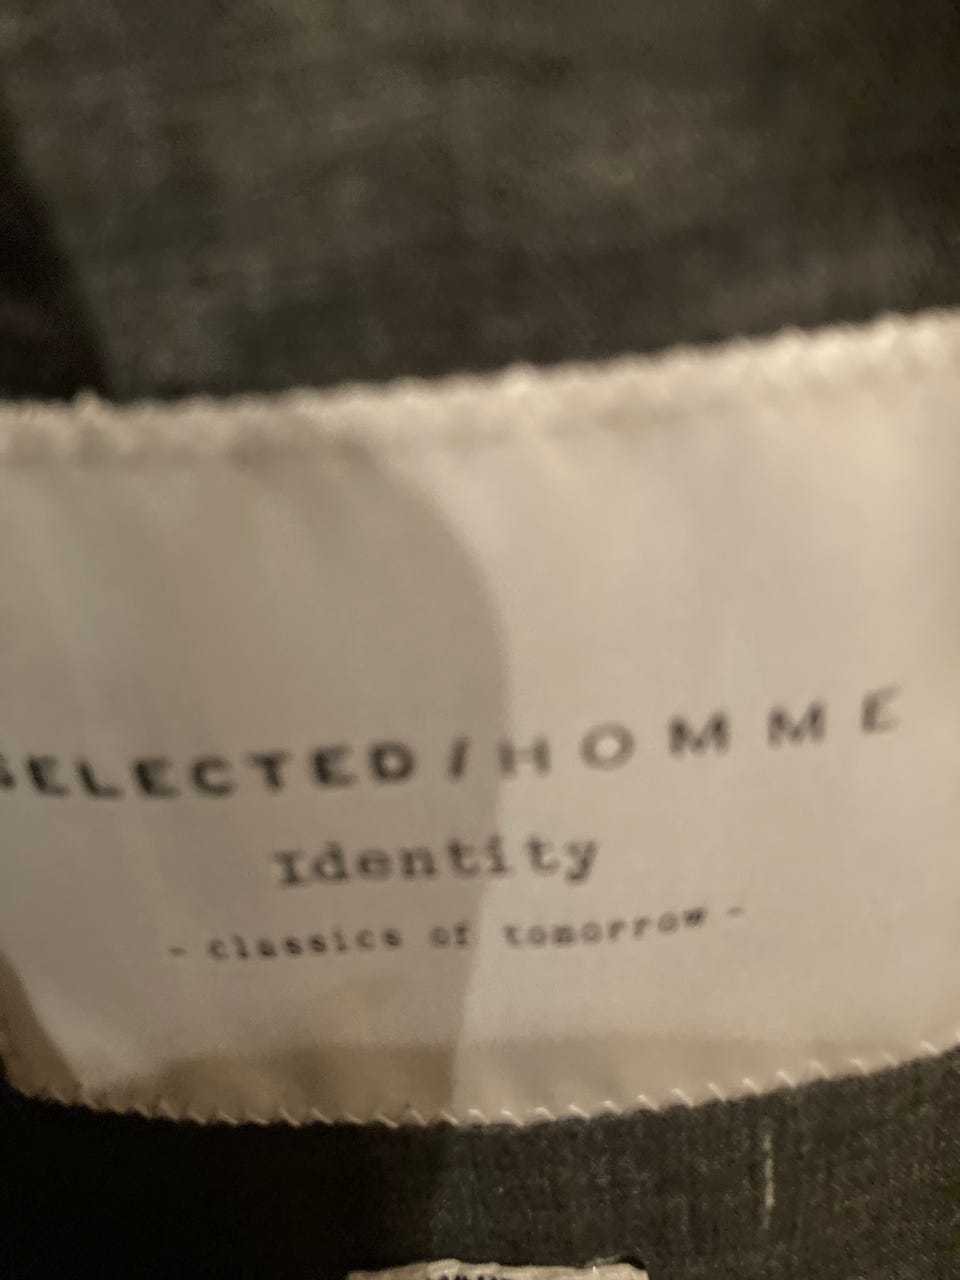 SELECTED / HOMME
Identity
- classics of tomorrow -